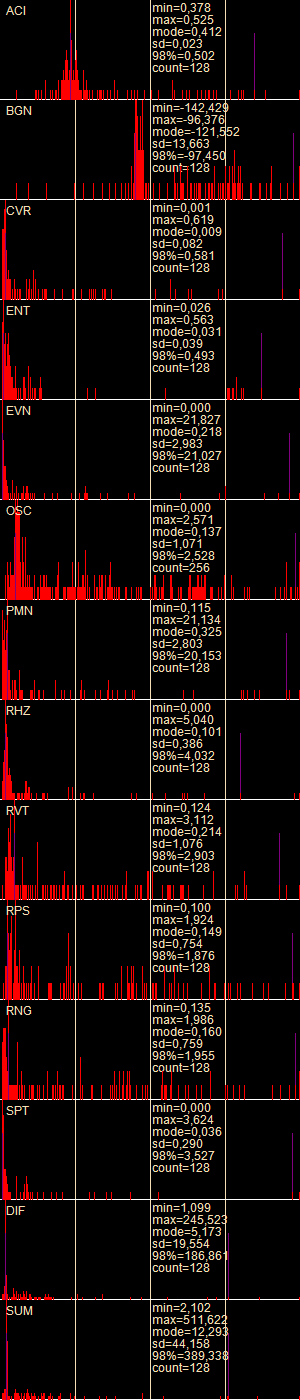 ACI
min=0,378
max=0,525
mode=0,412
sd=0,023
98%=0,502
count=128
BGN
min=-142,429
max=-96,376
mode=-121,552
sd=13,663
98%=-97,450
count=128
CVR
min=0,001
max=0,619
mode=0,009
sd=0,082
98%=0,581
count=128
ENT
min=0,026
max=0,563
mode=0,031
sd=0,039
98%=0,493
count=128
EVN
min=0,000
max=21,827
mode=0,218
sd=2,983
98%=21,027
count=128
OSC
min=0,000
max=2,571
mode=0,137
sd=1,071
98%=2,528
count=256
PMN
min=0,115
max=21,134
mode=0,325
sd=2,803
98%=20,153
count=128
RHZ
min=0,000
max=5,040
mode=0,101
sd=0,386
98%=4,032
count=128
RVT
min=0,124
max=3,112
mode=0,214
sd=1,076
98%=2,903
count=128
RPS
min=0,100
max=1,924
mode=0,149
sd=0,754
98%=1,876
count=128
RNG
min=0,135
max=1,986
mode=0,160
sd=0,759
98%=1,955
count=128
SPT
min=0,000
max=3,624
mode=0,036
sd=0,290
98%=3,527
count=128
DIF
min=1,099
max=245,523
mode=5,173
sd=19,554
98%=186,861
count=128
SUM
min=2,102
max=511,622
mode=12,293
sd=44,158
98%=389,338
count=128